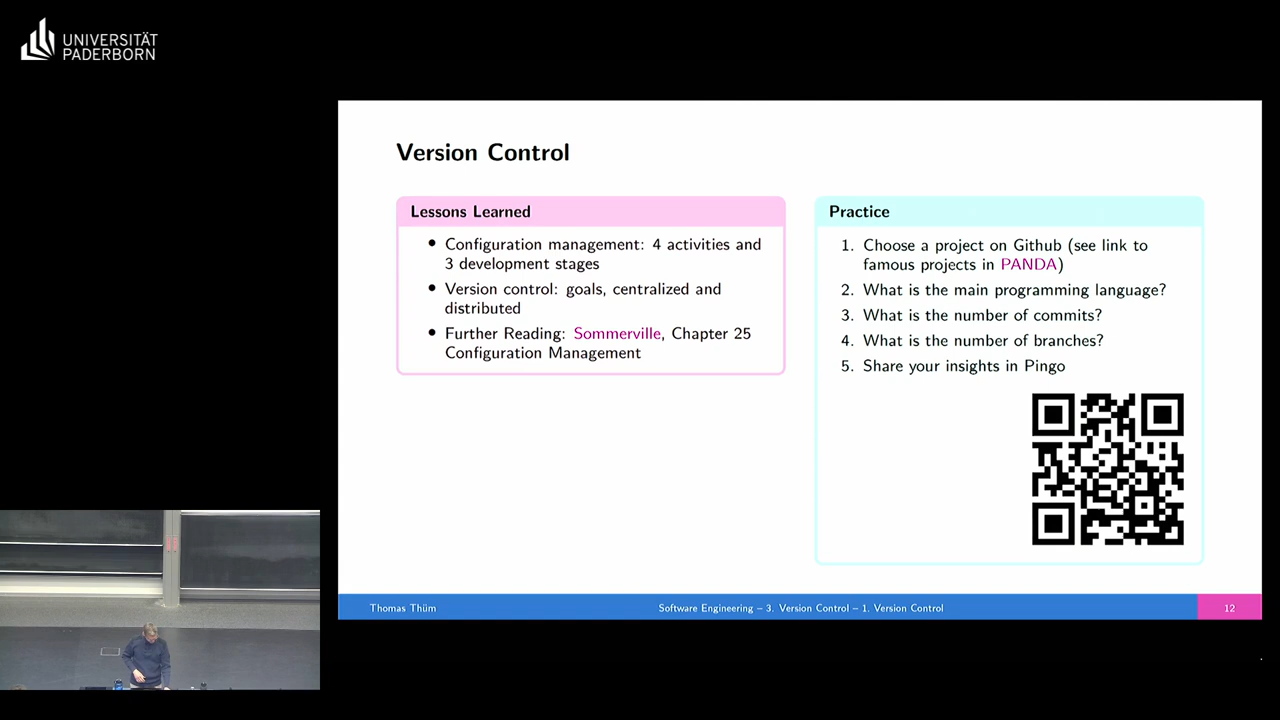 UNIVERSITÄT
PADERBORN
Version Control
Lessons Learned
• Configuration management: 4 activities and
3 development stages
• Version control: goals, centralized and
distributed
• Further Reading: Sommerville, Chapter 25
Configuration Management
Practice
1. Choose a project on Github (see link to
famous projects in PANDA)
2. What is the main programming language?
3. What is the number of commits?
4. What is the number of branches?
5. Share your insights in Pingo
Thomas Thüm
Software Engineering – 3. Version Control – 1. Version Control
12